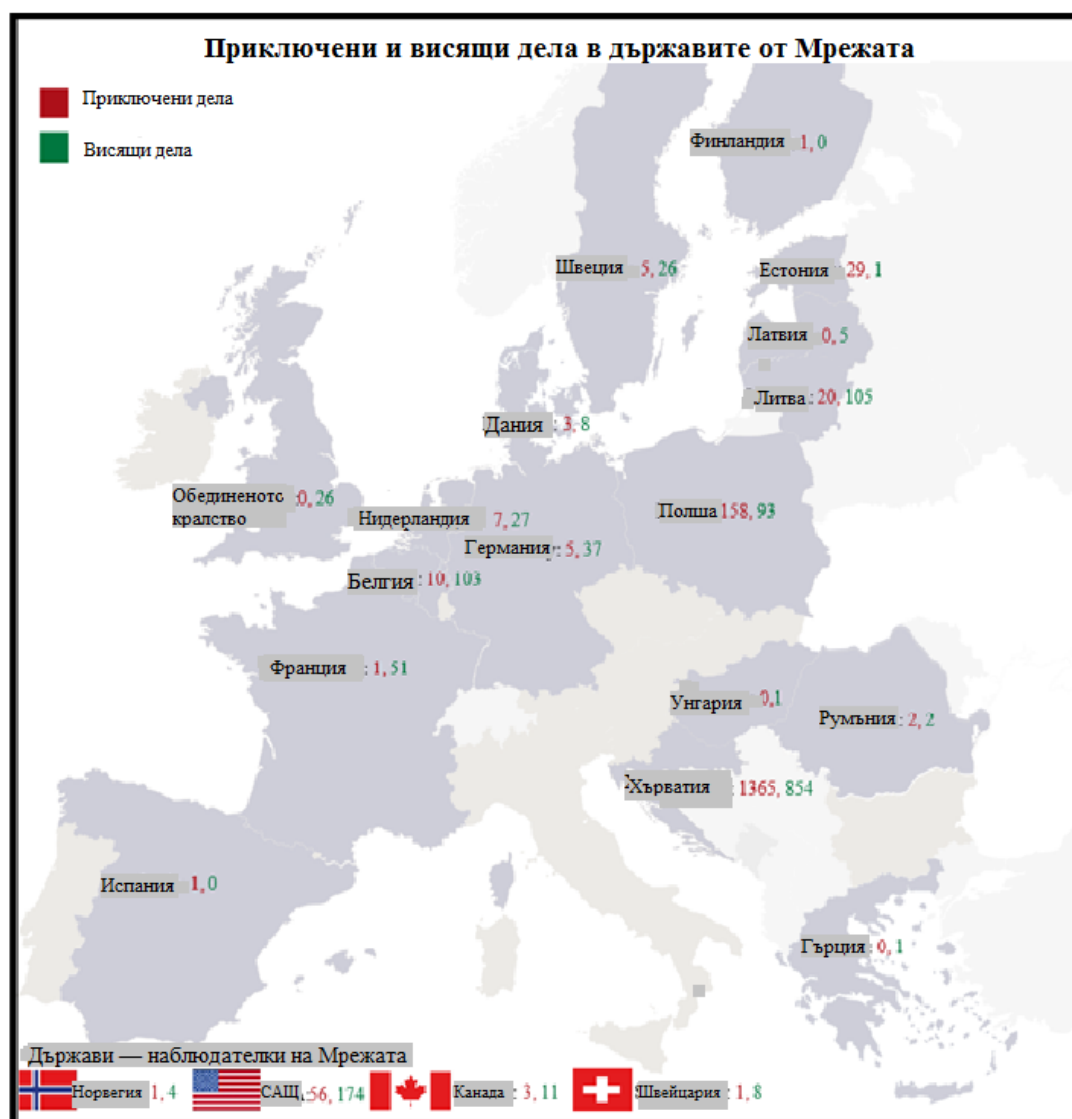 Приключени и висящи дела в държавите от Мрежата
Приключени дела
Висящи дела
Финландия 1, 0
Швеция 5, 26
Естония 29, 1
Латвия 0, 5
Литва : 20, 105
Дания : 3, 8
Обединеното кралство :0, 26
Нидерландия 7, 27
Полша 158, 93
Германия : 5, 37
Белгия : 10, 103
Франция : 1, 51
Унгария 0,1
Румъния : 2, 2
Хърватия : 1365, 854
Испания 1, 0
Гърция : 0, 1
Държави — наблюдателки на Мрежата
Норвегия 1, 4
САЩ :56, 174
Канада : 3, 11
Швейцария : 1, 8